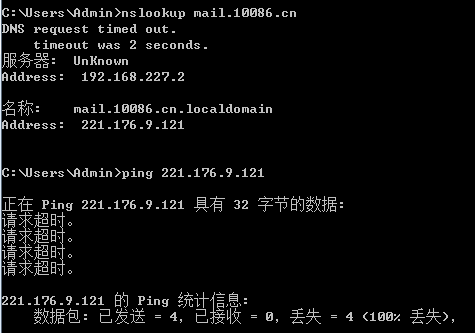 C:\Users\Admin>nslookup mail.10086.cn
DNS request timed out.
timeout was 2 seconds.
服务器:  UnKnown
Address:  192.168.227.2
名称:    mail.10086.cn.localdomain
Address:  221.176.9.121
C:\Users\Admin>ping 221.176.9.121
正在 Ping 221.176.9.121 具有 32 字节的数据:
请求超时。
请求超时。
请求超时。
请求超时。
221.176.9.121 的 Ping 统计信息:
数据包: 已发送 = 4，已接收 = 0，丢失 = 4 (100% 丢失)，